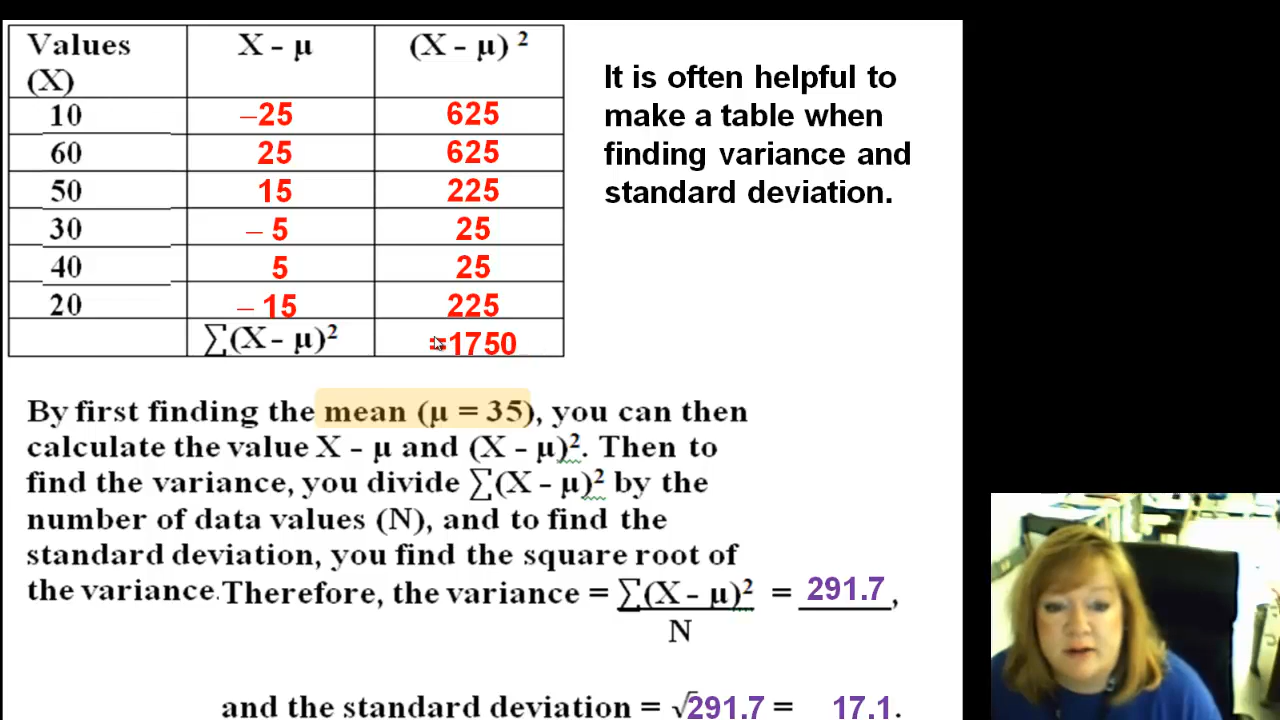 Values (X) X - μ (X - μ) ²
10 –25 625
60 25 625
50 15 225
30 – 5 25
40 5 25
20 – 15 225
∑(X - μ)² =1750
It is often helpful to
make a table when
finding variance and
standard deviation.
By first finding the mean (μ = 35), you can then
calculate the value X - μ and (X - μ)². Then to
find the variance, you divide ∑(X - μ)² by the
number of data values (N), and to find the
standard deviation, you find the square root of
the variance. Therefore, the variance = ∑(X - μ)² = 291.7 ,
N
and the standard deviation = √291.7 = 17.1.